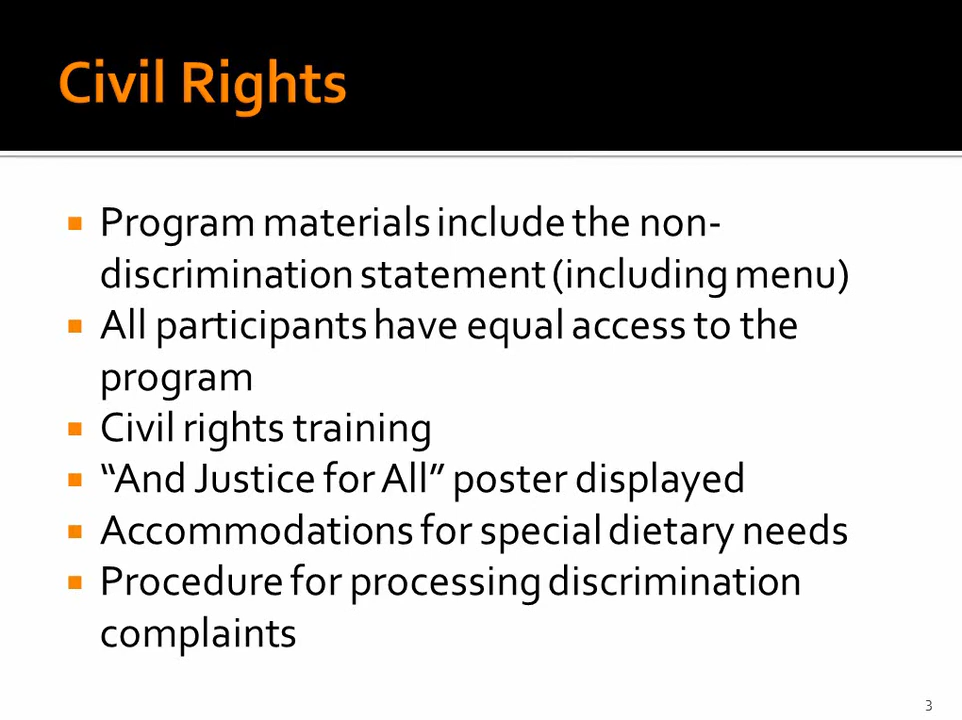 Civil Rights
▪ Program materials include the non-
discrimination statement (including menu)
▪ All participants have equal access to the
program
▪ Civil rights training
▪ “And Justice for All” poster displayed
▪ Accommodations for special dietary needs
▪ Procedure for processing discrimination
complaints
3